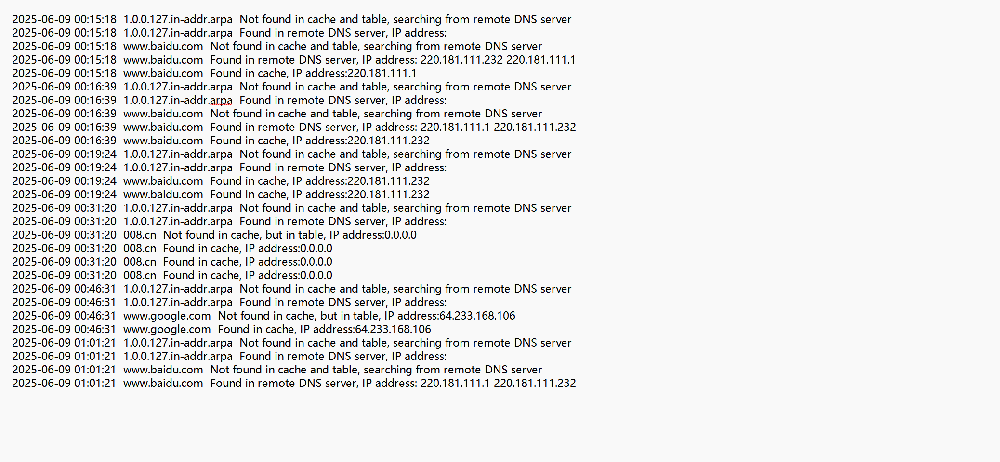 2025-06-09 00:15:18  1.0.0.127.in-addr.arpa  Not found in cache and table, searching from remote DNS server
2025-06-09 00:15:18  1.0.0.127.in-addr.arpa  Found in remote DNS server, IP address:
2025-06-09 00:15:18  www.baidu.com  Not found in cache and table, searching from remote DNS server
2025-06-09 00:15:18  www.baidu.com  Found in remote DNS server, IP address: 220.181.111.232 220.181.111.1
2025-06-09 00:15:18  www.baidu.com  Found in cache, IP address:220.181.111.1
2025-06-09 00:16:39  1.0.0.127.in-addr.arpa  Not found in cache and table, searching from remote DNS server
2025-06-09 00:16:39  1.0.0.127.in-addr.arpa  Found in remote DNS server, IP address:
2025-06-09 00:16:39  www.baidu.com  Not found in cache and table, searching from remote DNS server
2025-06-09 00:16:39  www.baidu.com  Found in remote DNS server, IP address: 220.181.111.1 220.181.111.232
2025-06-09 00:16:39  www.baidu.com  Found in cache, IP address:220.181.111.232
2025-06-09 00:19:24  1.0.0.127.in-addr.arpa  Not found in cache and table, searching from remote DNS server
2025-06-09 00:19:24  1.0.0.127.in-addr.arpa  Found in remote DNS server, IP address:
2025-06-09 00:19:24  www.baidu.com  Found in cache, IP address:220.181.111.232
2025-06-09 00:19:24  www.baidu.com  Found in cache, IP address:220.181.111.232
2025-06-09 00:31:20  1.0.0.127.in-addr.arpa  Not found in cache and table, searching from remote DNS server
2025-06-09 00:31:20  1.0.0.127.in-addr.arpa  Found in remote DNS server, IP address:
2025-06-09 00:31:20  008.cn  Not found in cache, but in table, IP address:0.0.0.0
2025-06-09 00:31:20  008.cn  Found in cache, IP address:0.0.0.0
2025-06-09 00:31:20  008.cn  Found in cache, IP address:0.0.0.0
2025-06-09 00:31:20  008.cn  Found in cache, IP address:0.0.0.0
2025-06-09 00:46:31  1.0.0.127.in-addr.arpa  Not found in cache and table, searching from remote DNS server
2025-06-09 00:46:31  1.0.0.127.in-addr.arpa  Found in remote DNS server, IP address:
2025-06-09 00:46:31  www.google.com  Not found in cache, but in table, IP address:64.233.168.106
2025-06-09 00:46:31  www.google.com  Found in cache, IP address:64.233.168.106
2025-06-09 01:01:21  1.0.0.127.in-addr.arpa  Not found in cache and table, searching from remote DNS server
2025-06-09 01:01:21  1.0.0.127.in-addr.arpa  Found in remote DNS server, IP address:
2025-06-09 01:01:21  www.baidu.com  Not found in cache and table, searching from remote DNS server
2025-06-09 01:01:21  www.baidu.com  Found in remote DNS server, IP address: 220.181.111.1 220.181.111.232